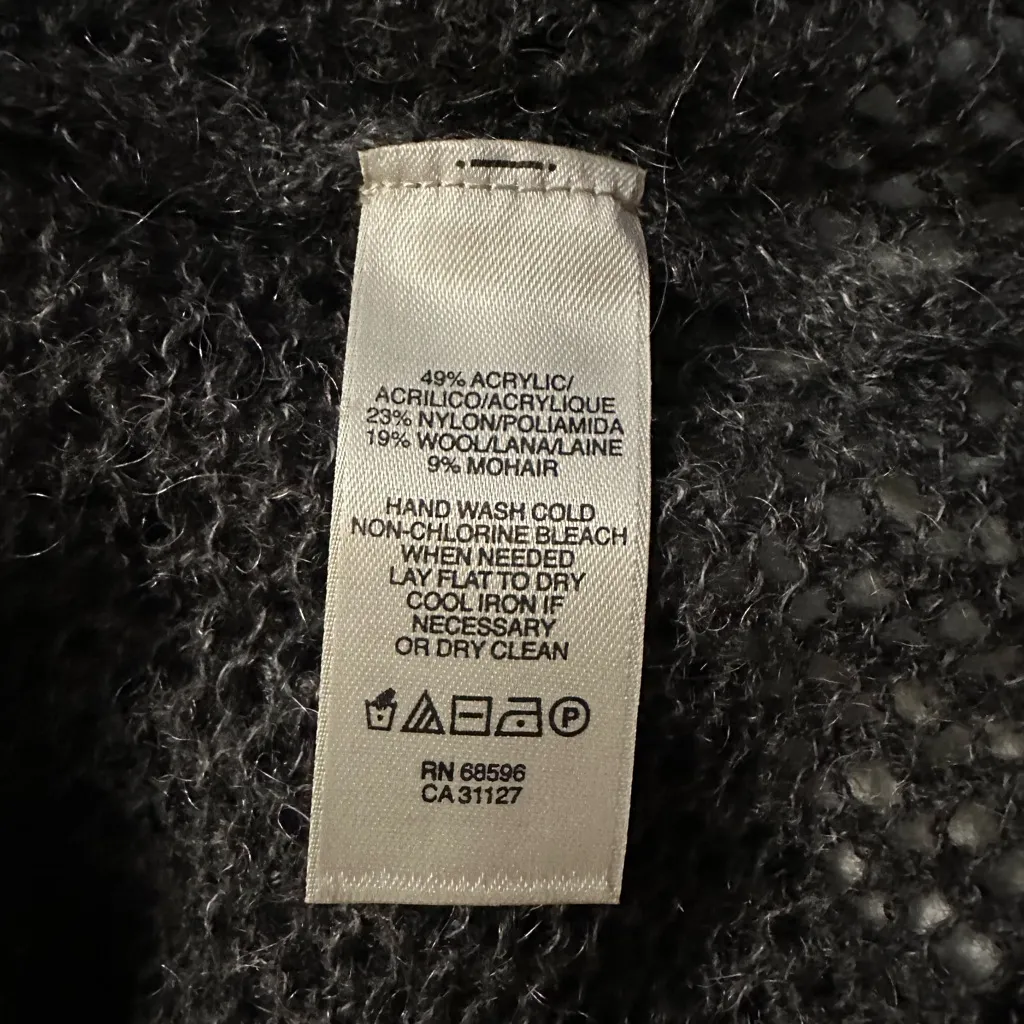 49% ACRYLIC/
ACRILICO/ACRYLIQUE
23% NYLON/POLIAMIDA
19% WOOL/LANA/LAINE
9% MOHAIR
HAND WASH COLD
NON-CHLORINE BLEACH
WHEN NEEDED
LAY FLAT TO DRY
COOL IRON IF
NECESSARY
OR DRY CLEAN
P
RN 68596
CA 31127